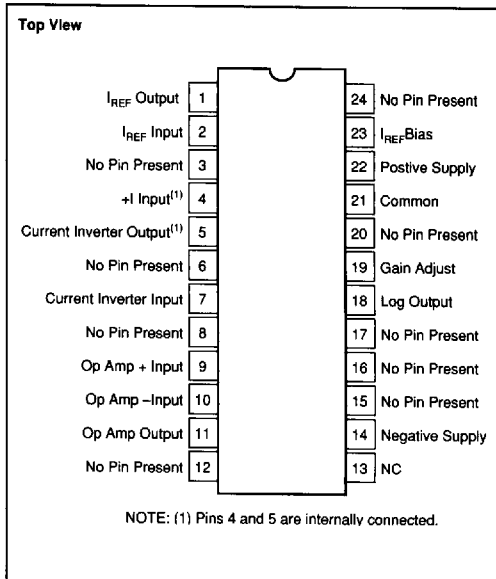 Top View
I_REF Output 1
I_REF Input 2
No Pin Present 3
+I Input(1) 4
Current Inverter Output(1) 5
No Pin Present 6
Current Inverter Input 7
No Pin Present 8
Op Amp + Input 9
Op Amp –Input 10
Op Amp Output 11
No Pin Present 12
24 No Pin Present
23 I_REFBias
22 Postive Supply
21 Common
20 No Pin Present
19 Gain Adjust
18 Log Output
17 No Pin Present
16 No Pin Present
15 No Pin Present
14 Negative Supply
13 NC
NOTE: (1) Pins 4 and 5 are internally connected.